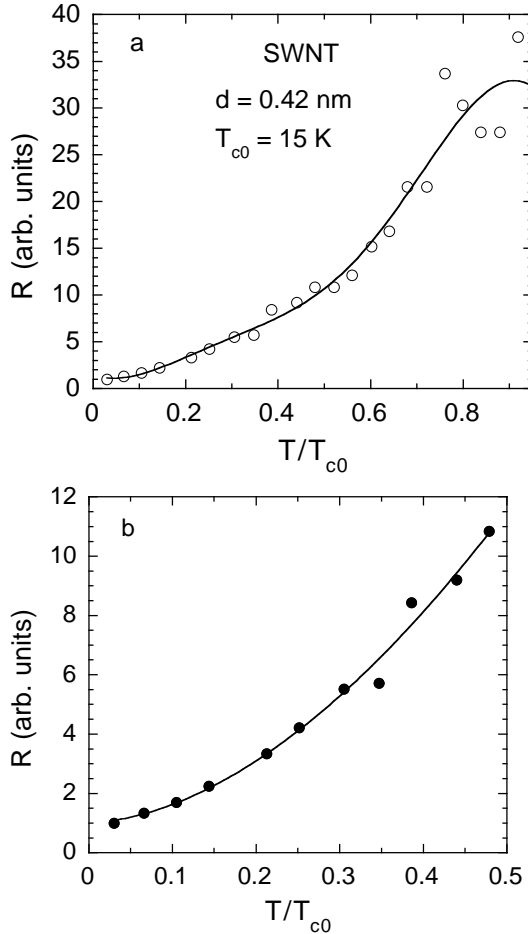 40
35
30
25
20
15
10
5
0
R (arb. units)
a
SWNT
d = 0.42 nm
T_c0 = 15 K
0 0.2 0.4 0.6 0.8
T/T_c0
12
10
8
6
4
2
0
R (arb. units)
b
0 0.1 0.2 0.3 0.4 0.5
T/T_c0